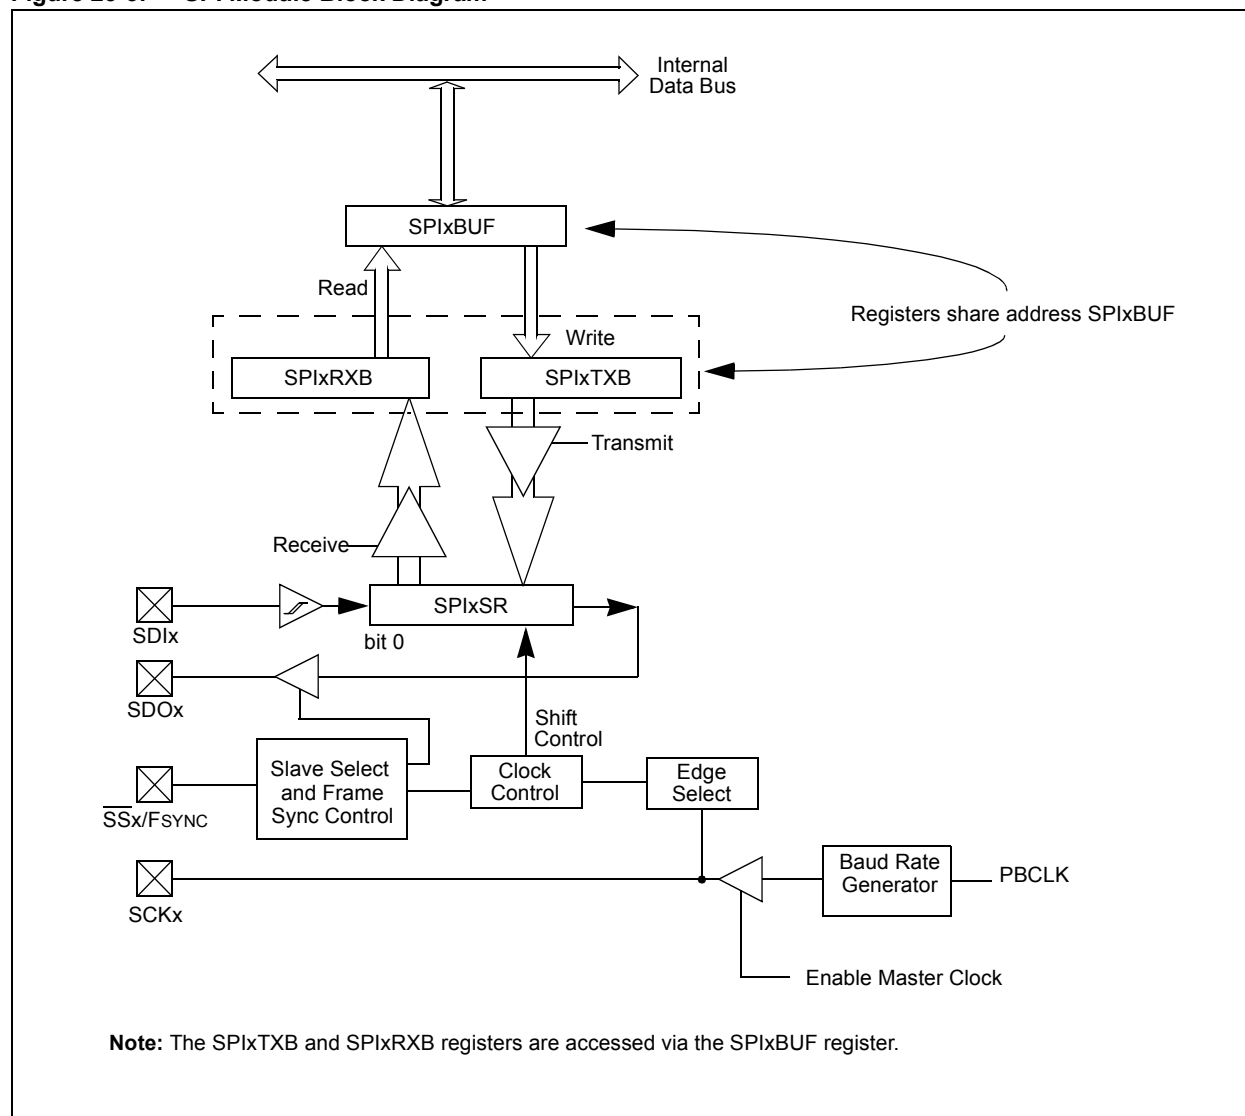 Internal
Data Bus
SPIxBUF
Read
Registers share address SPIxBUF
Write
SPIxRXB
SPIxTXB
Transmit
Receive
SPIxSR
SDIx
bit 0
SDOx
Shift
Control
Slave Select
and Frame
Sync Control
Clock
Control
Edge
Select
SSx/FSYNC
Baud Rate
Generator
PBCLK
SCKx
Enable Master Clock
Note: The SPIxTXB and SPIxRXB registers are accessed via the SPIxBUF register.